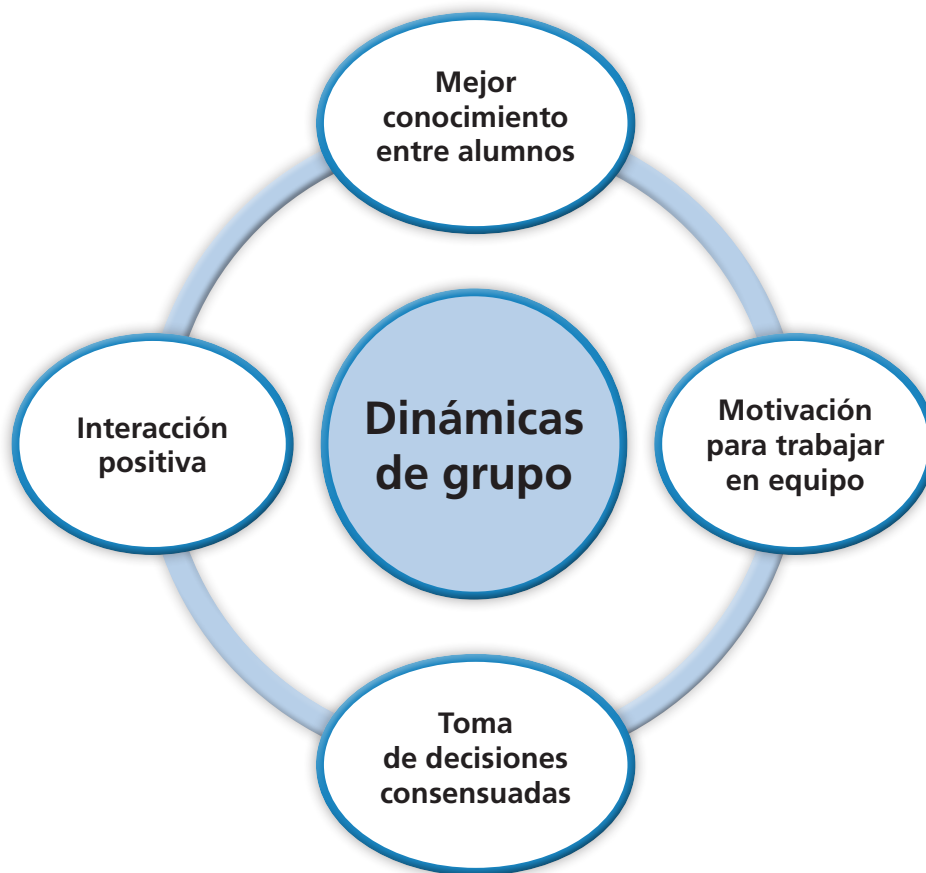 Mejor
conocimiento
entre alumnos
Interacción
positiva
Dinámicas
de grupo
Motivación
para trabajar
en equipo
Toma
de decisiones
consensuadas